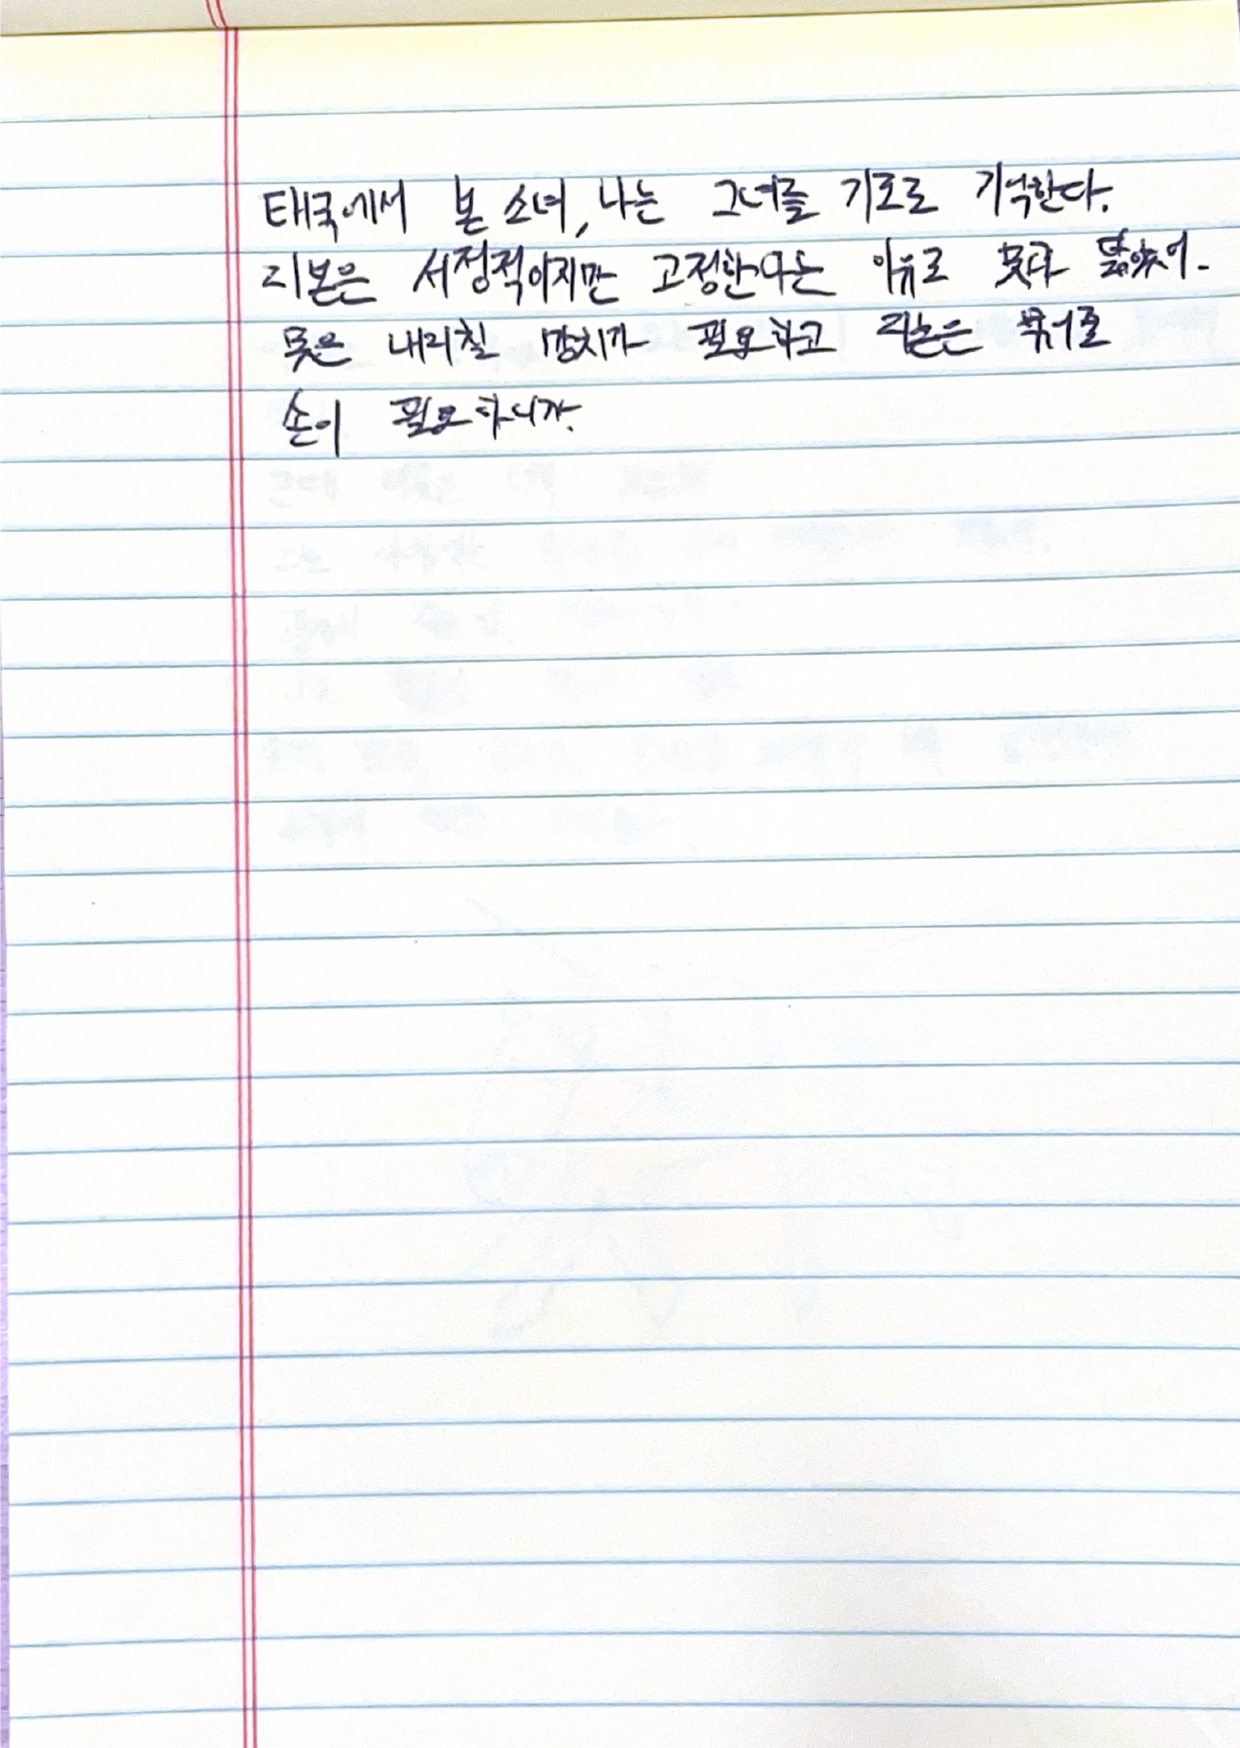 태국에서 본 소녀, 나는 그녀를 기호로 기억한다.
리본은 서정적이지만 고정한다는 이유로 못과 닮았어.
못은 내리칠 망치가 필요하고 리본은 묶어줄
손이 필요하니까.